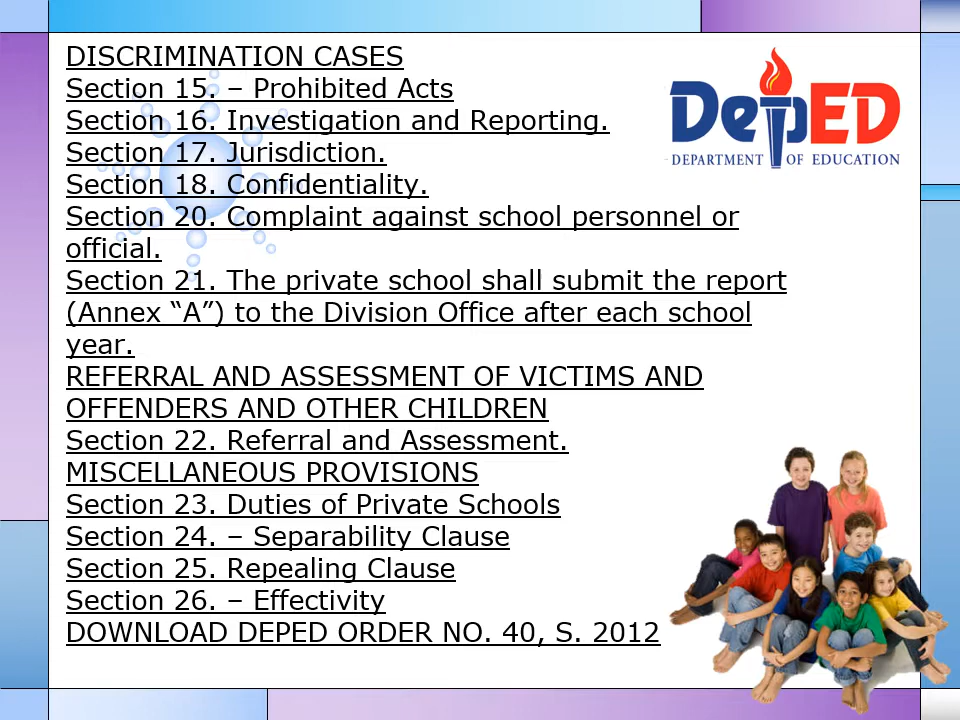 DISCRIMINATION CASES
Section 15. – Prohibited Acts
Section 16. Investigation and Reporting.
Section 17. Jurisdiction.
Section 18. Confidentiality.
Section 20. Complaint against school personnel or
official.
Section 21. The private school shall submit the report
(Annex “A”) to the Division Office after each school
year.
REFERRAL AND ASSESSMENT OF VICTIMS AND
OFFENDERS AND OTHER CHILDREN
Section 22. Referral and Assessment.
MISCELLANEOUS PROVISIONS
Section 23. Duties of Private Schools
Section 24. – Separability Clause
Section 25. Repealing Clause
Section 26. – Effectivity
DOWNLOAD DEPED ORDER NO. 40, S. 2012
DepED
DEPARTMENT OF EDUCATION